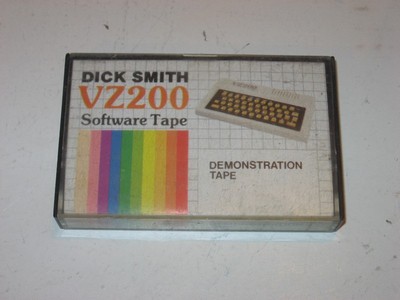 DICK SMITH
VZ200
Software Tape
DEMONSTRATION
TAPE